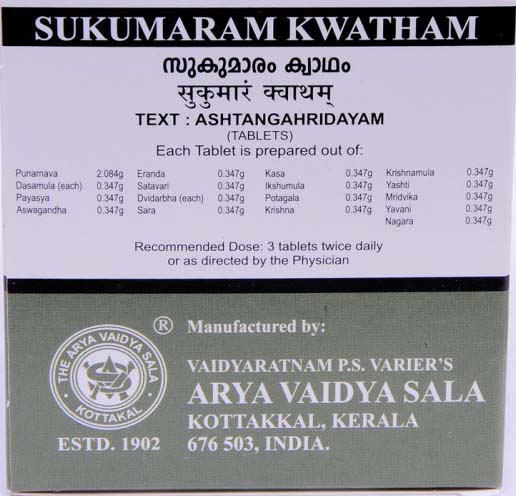 SUKUMARAM KWATHAM
സുകുമാരം ക്വാഥം
सुकुमारं क्वाथम्
TEXT : ASHTANGAHRIDAYAM
(TABLETS)
Each Tablet is prepared out of:
Punarnava 2.084g Eranda 0.347g Kasa 0.347g Krishnamula 0.347g
Dasamula (each) 0.347g Satavari 0.347g Ikshumula 0.347g Yashti 0.347g
Payasya 0.347g Dvidarbha (each) 0.347g Potagala 0.347g Mridvika 0.347g
Aswagandha 0.347g Sara 0.347g Krishna 0.347g Yavani 0.347g
Nagara 0.347g
Recommended Dose: 3 tablets twice daily
or as directed by the Physician
® Manufactured by:
THE ARYA VAIDYA SALA
KOTTAKAL
VAIDYARATNAM P.S. VARIER'S
ARYA VAIDYA SALA
KOTTAKKAL, KERALA
ESTD. 1902 676 503, INDIA.